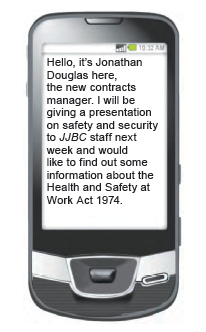 10:32 AM
Hello, it's Jonathan
Douglas here,
the new contracts
manager. I will be
giving a presentation
on safety and security
to JJBC staff next
week and would
like to find out some
information about the
Health and Safety at
Work Act 1974.